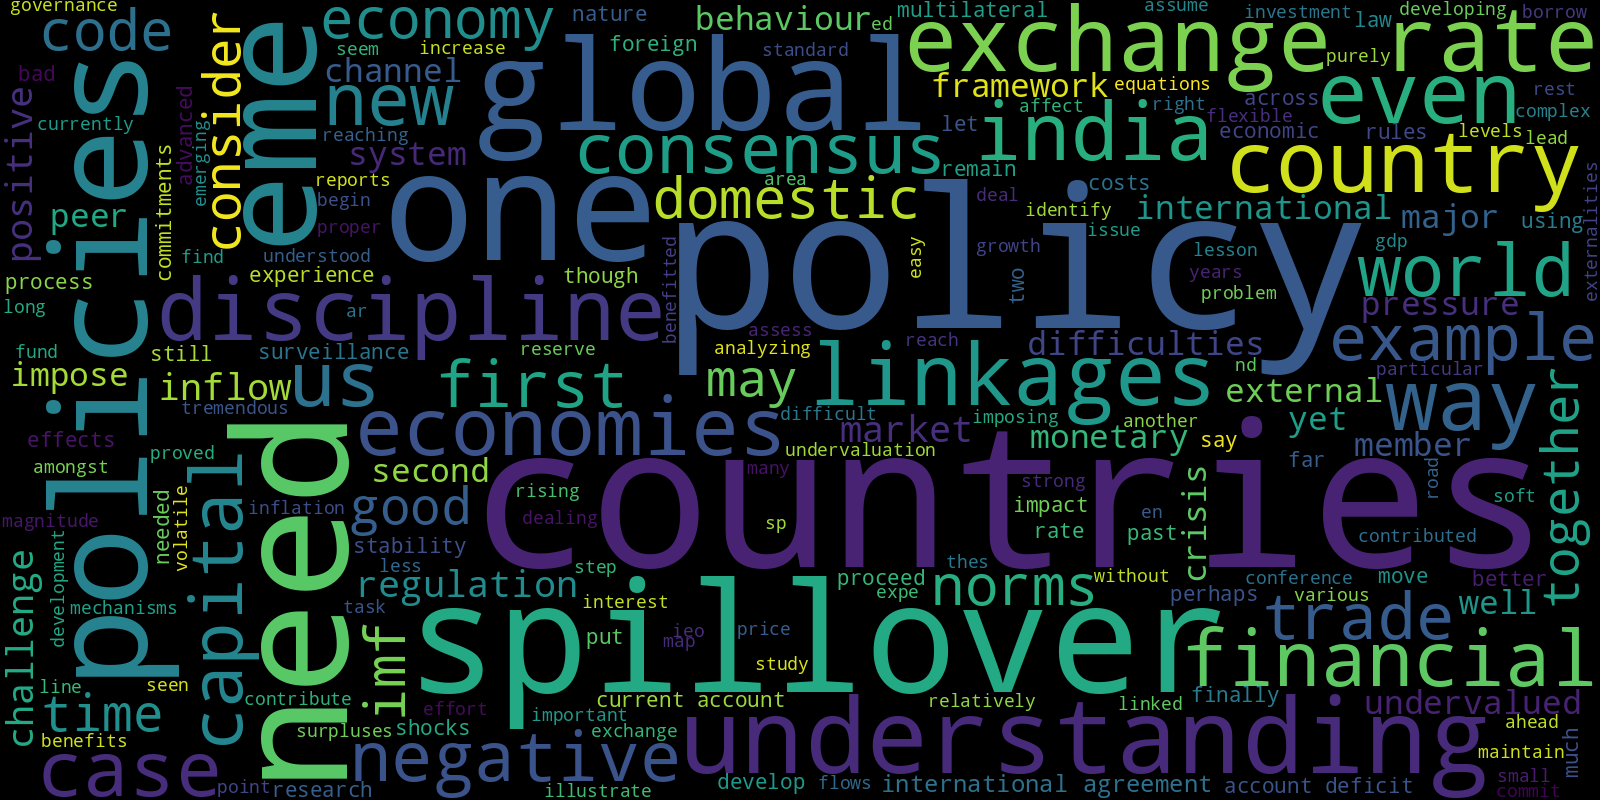 governance
code
bad
positive
currently
policies
peer
advanced
emerging
consider
eme
economy
seem
increase
channel
new
reaching
system
reports
begin
proper
commitments
find
understood
experience
process
long
nature
foreign
behaviour
ed
standard
global
multilateral
assume
investment
law
developing
borrow
exchange rate
purely
framework
equations
even
rest
complex
across
affect
right
flexible
economic
rules
levels
lead
let
india
consensus
remain
country
area
domestic
one
policy
deal
identify
costs
issue
international
major
using
externalities
growth
lesson
gdp
years
problem
world
easy
two
though
benefitted
discipline
ar
pressure
example
fund
still
surveillance
reserve
assess
analyzing
reach
difficulties
nd
particular
impose
inflow
us
first
may
linkages
external
way
together
tremendous
economies
difficult
imposing
another
yet
effects
market
monetary
say
member
amongst
proved
need
second
undervaluation
many
countries
far
road
strong
rising
good
inflation
capital
volatile
needed
magnitude
dealing
sp
impact
rate
en
past
crisis
soft
contributed
stability
less
step
thes
challenge
development
mechanisms
regulation
task
interest
proceed
expe
norms
without
perhaps
conference
various
move
better
well
imf
spillover
put
ieo
map
price
study
trade
financial
line
seen
contribute
effort
current account
relatively
linked
finally
undervalued
time
benefits
surpluses
shocks
important
exchange
understanding
ahead
maintain
much
case
negative
point
research
illustrate
develop
flows
international agreement
account deficit
small
commit